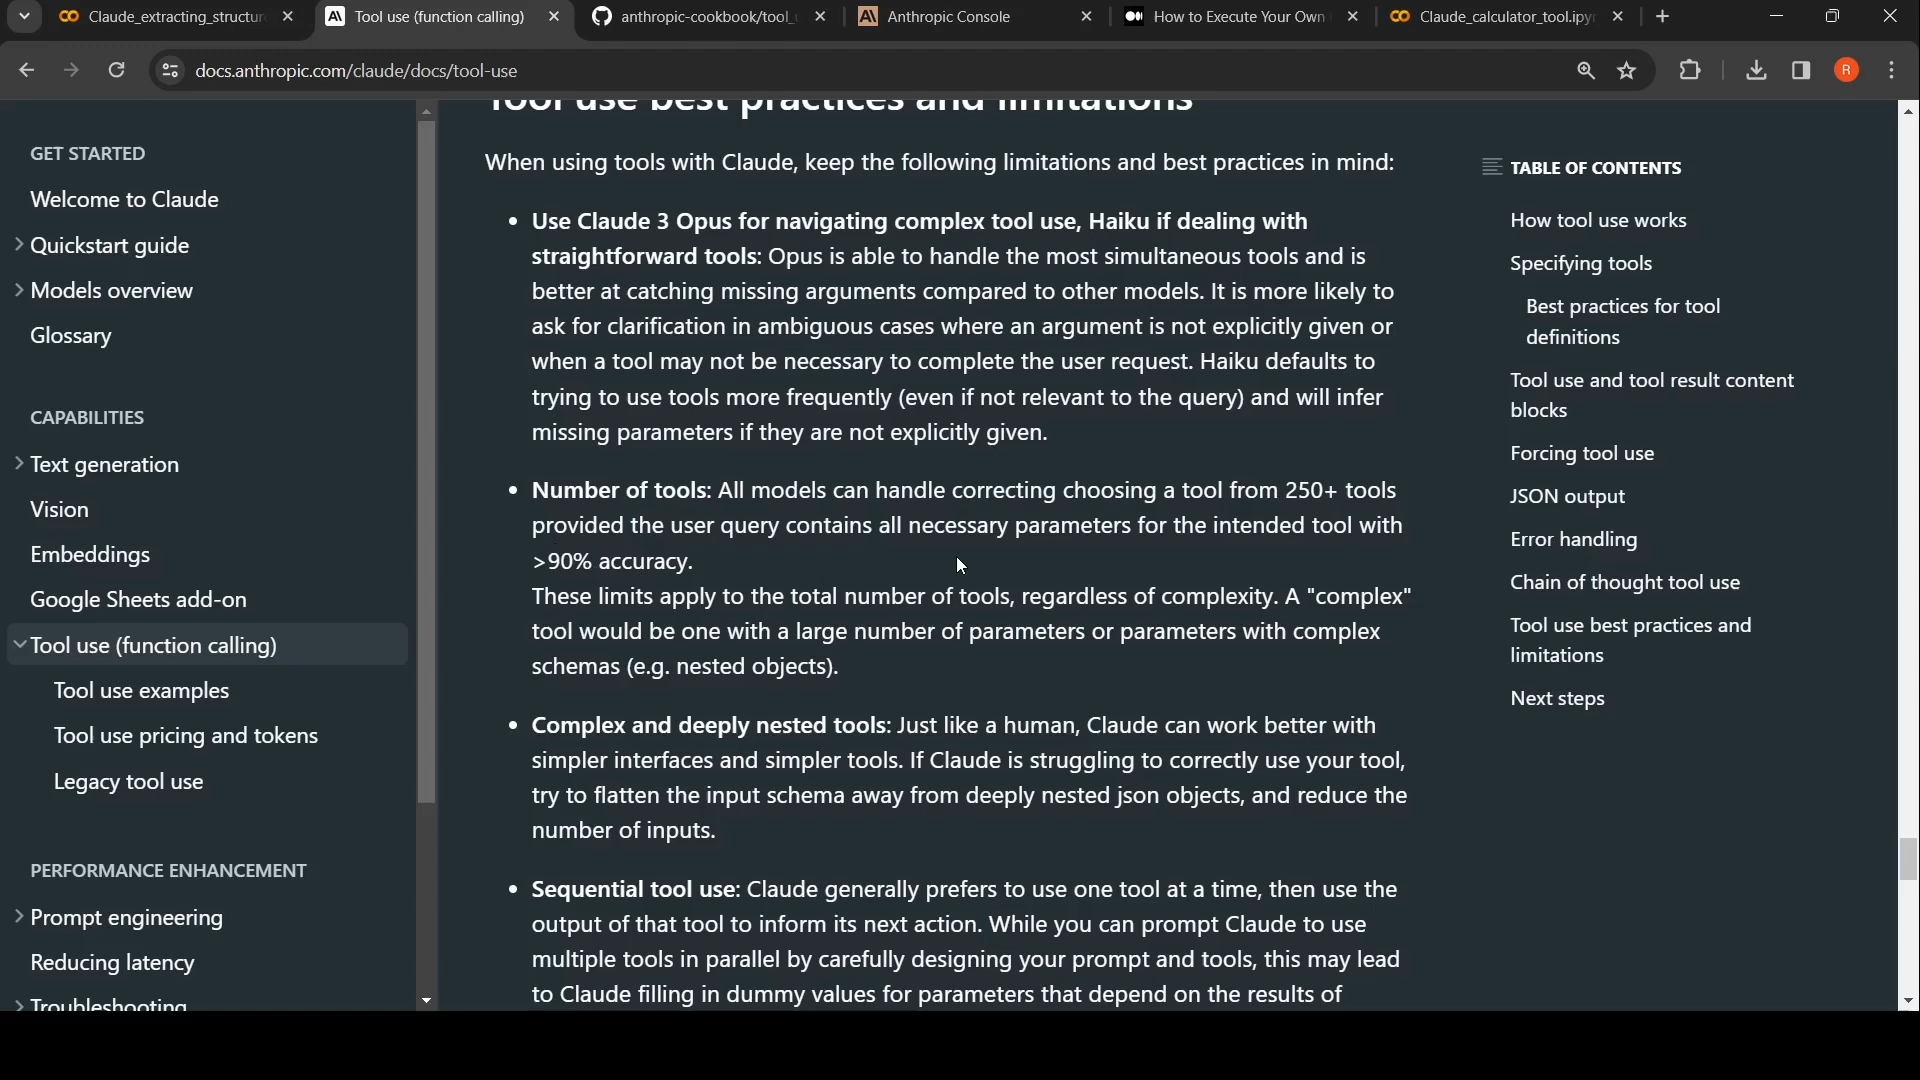 Claude_extracting_structur
Tool use (function calling)
anthropic-cookbook/tool_
Anthropic Console
How to Execute Your Own
Claude_calculator_tool.ipyn
docs.anthropic.com/claude/docs/tool-use
R
GET STARTED
Welcome to Claude
Quickstart guide
Models overview
Glossary
CAPABILITIES
Text generation
Vision
Embeddings
Google Sheets add-on
Tool use (function calling)
Tool use examples
Tool use pricing and tokens
Legacy tool use
PERFORMANCE ENHANCEMENT
Prompt engineering
Reducing latency
Troubleshooting
Tool use best practices and limitations
When using tools with Claude, keep the following limitations and best practices in mind:
• Use Claude 3 Opus for navigating complex tool use, Haiku if dealing with
straightforward tools: Opus is able to handle the most simultaneous tools and is
better at catching missing arguments compared to other models. It is more likely to
ask for clarification in ambiguous cases where an argument is not explicitly given or
when a tool may not be necessary to complete the user request. Haiku defaults to
trying to use tools more frequently (even if not relevant to the query) and will infer
missing parameters if they are not explicitly given.
• Number of tools: All models can handle correcting choosing a tool from 250+ tools
provided the user query contains all necessary parameters for the intended tool with
>90% accuracy.
These limits apply to the total number of tools, regardless of complexity. A "complex"
tool would be one with a large number of parameters or parameters with complex
schemas (e.g. nested objects).
• Complex and deeply nested tools: Just like a human, Claude can work better with
simpler interfaces and simpler tools. If Claude is struggling to correctly use your tool,
try to flatten the input schema away from deeply nested json objects, and reduce the
number of inputs.
• Sequential tool use: Claude generally prefers to use one tool at a time, then use the
output of that tool to inform its next action. While you can prompt Claude to use
multiple tools in parallel by carefully designing your prompt and tools, this may lead
to Claude filling in dummy values for parameters that depend on the results of
TABLE OF CONTENTS
How tool use works
Specifying tools
Best practices for tool
definitions
Tool use and tool result content
blocks
Forcing tool use
JSON output
Error handling
Chain of thought tool use
Tool use best practices and
limitations
Next steps